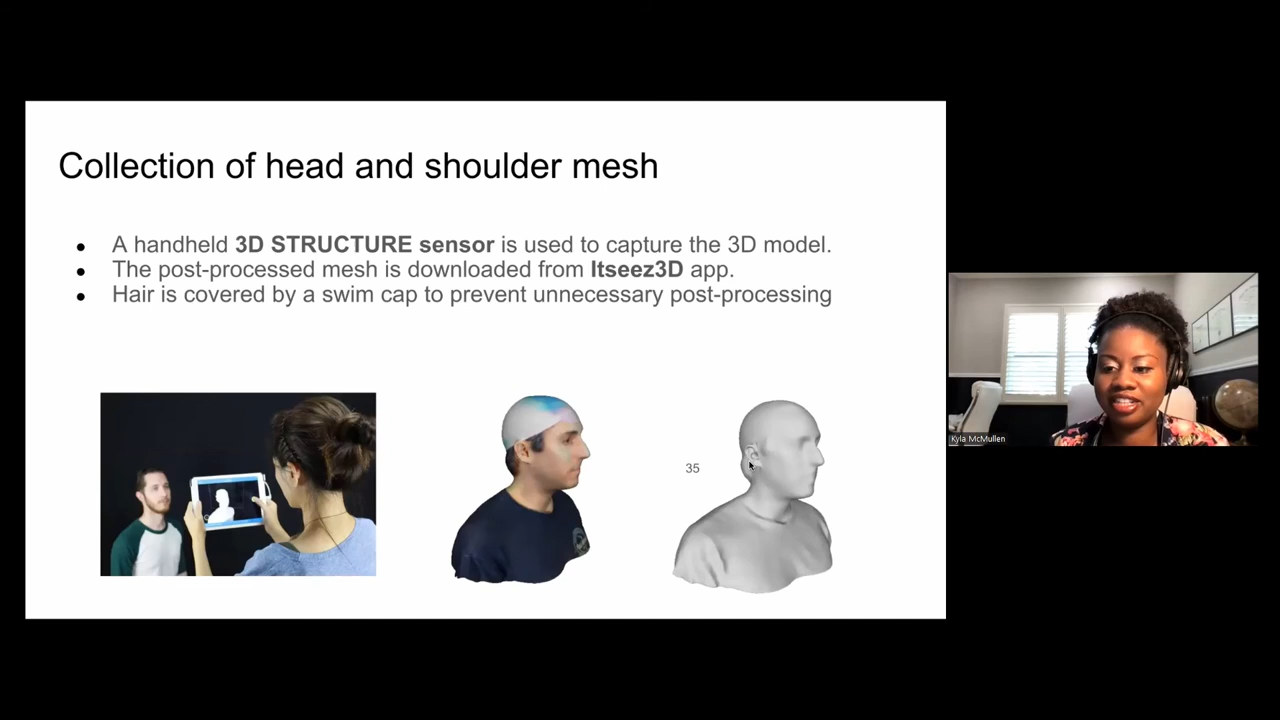 Collection of head and shoulder mesh
● A handheld 3D STRUCTURE sensor is used to capture the 3D model.
● The post-processed mesh is downloaded from Itseez3D app.
● Hair is covered by a swim cap to prevent unnecessary post-processing
35
Kyla McMullen